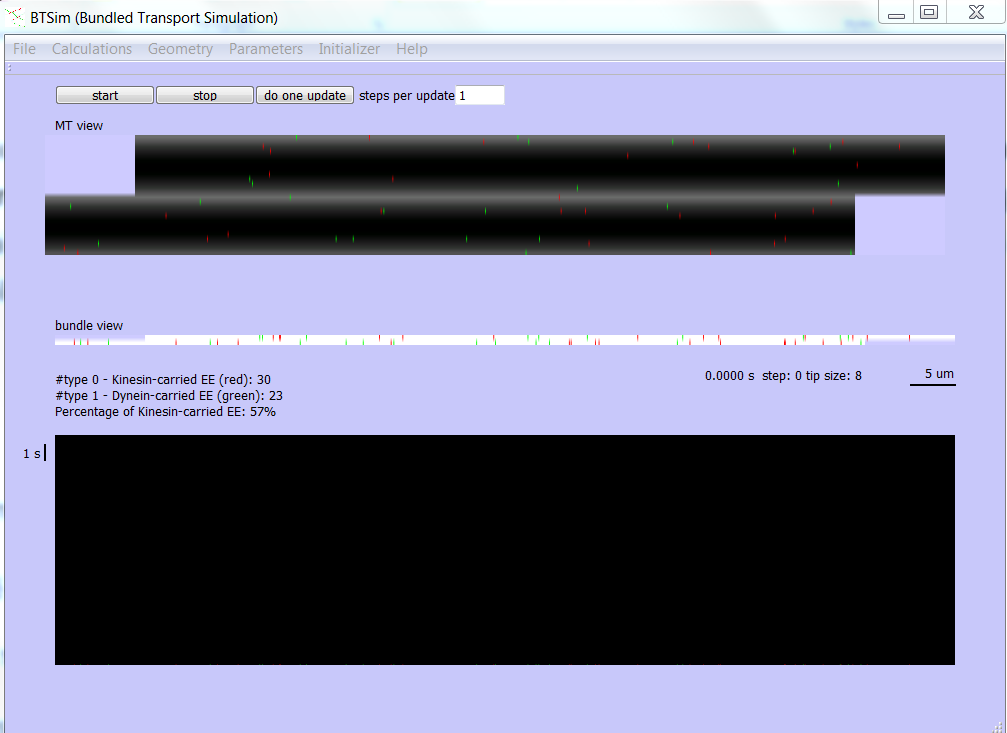 BTSim (Bundled Transport Simulation)
File Calculations Geometry Parameters Initializer Help
start stop do one update steps per update 1
MT view
bundle view
#type 0 - Kinesin-carried EE (red): 30
#type 1 - Dynein-carried EE (green): 23
Percentage of Kinesin-carried EE: 57%
0.0000 s step: 0 tip size: 8
5 um
1 s